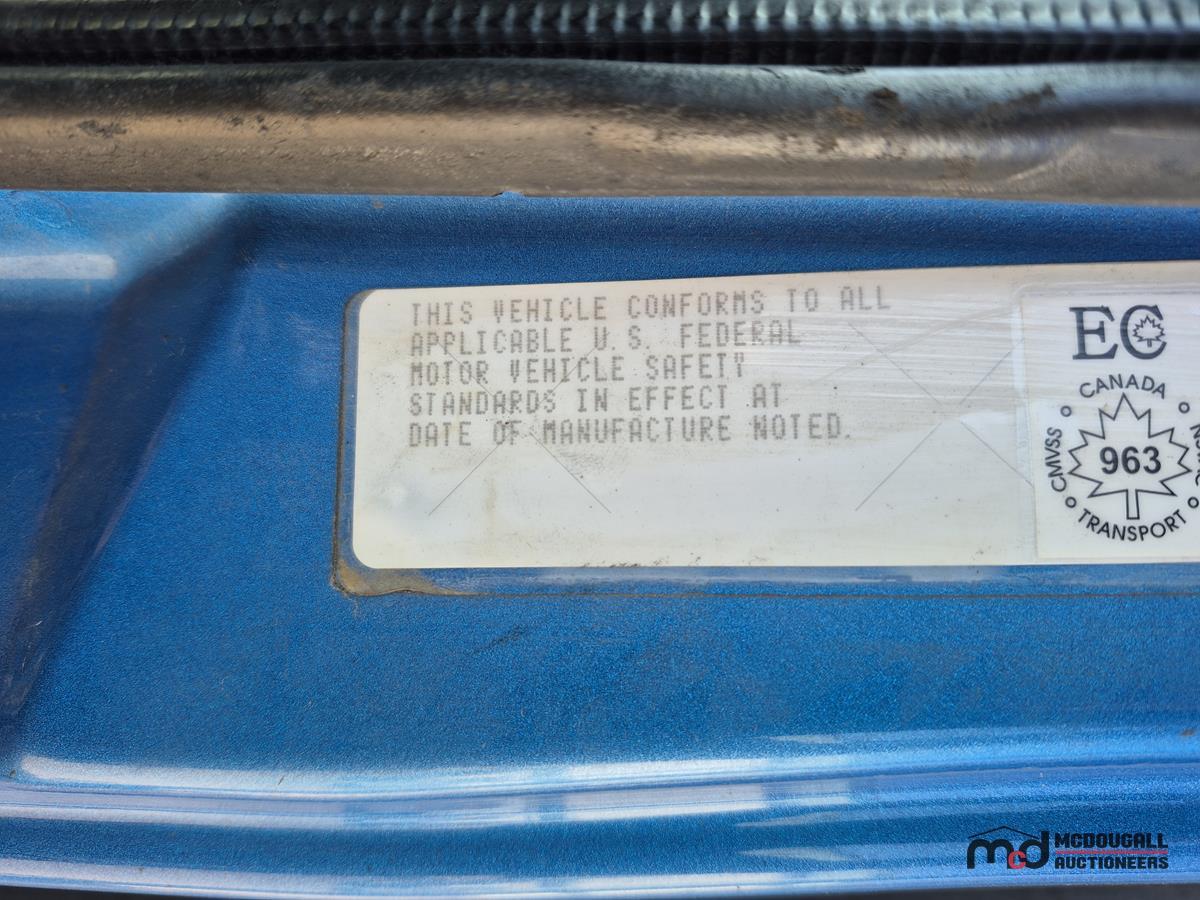 THIS VEHICLE CONFORMS TO ALL
APPLICABLE U.S. FEDERAL
MOTOR VEHICLE SAFETY
STANDARDS IN EFFECT AT
DATE OF MANUFACTURE NOTED.
EC
CANADA
CMVSS
963
TRANSPORT
McD MCDOUGALL
AUCTIONEERS